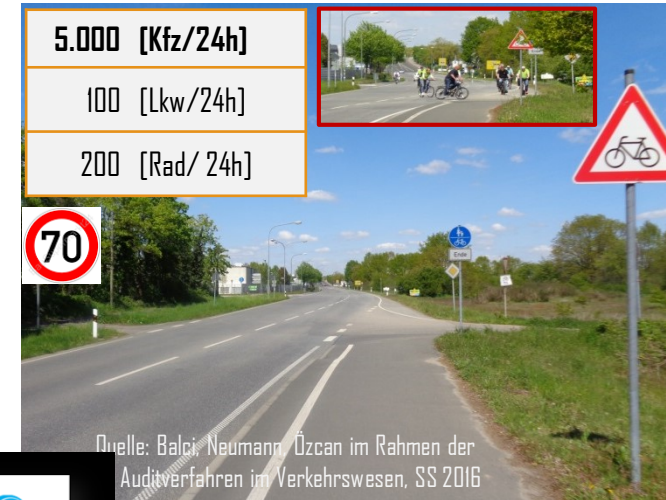 5.000 [Kfz/24h]
100 [Lkw/24h]
200 [Rad/ 24h]
70
Ende
Quelle: Balci, Neumann, Özcan im Rahmen der
Auditverfahren im Verkehrswesen, SS 2016